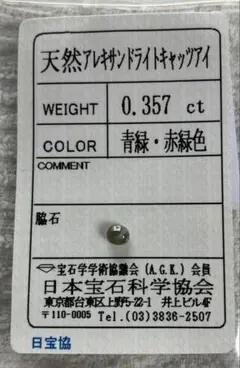 天然アレキサンドライトキャッツアイ
WEIGHT 0.357 ct
COLOR 青緑・赤緑色
COMMENT
脇石
宝石学学術協議会(A.G.K.)会員
日本宝石科学協会
東京都台東区上野5-22-1 井上ビル4F
〒110-0005 Tel.(03)3836-2507
日宝協